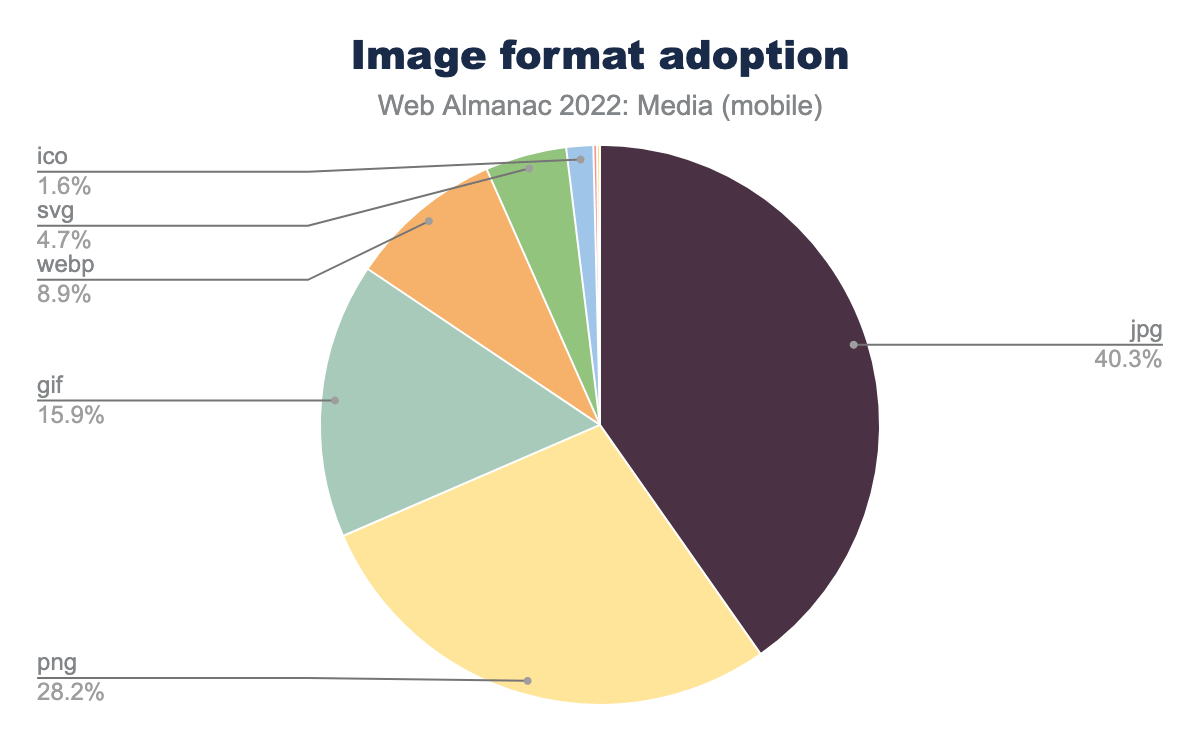 Image format adoption
Web Almanac 2022: Media (mobile)
ico
1.6%
svg
4.7%
webp
8.9%
gif
15.9%
png
28.2%
jpg
40.3%